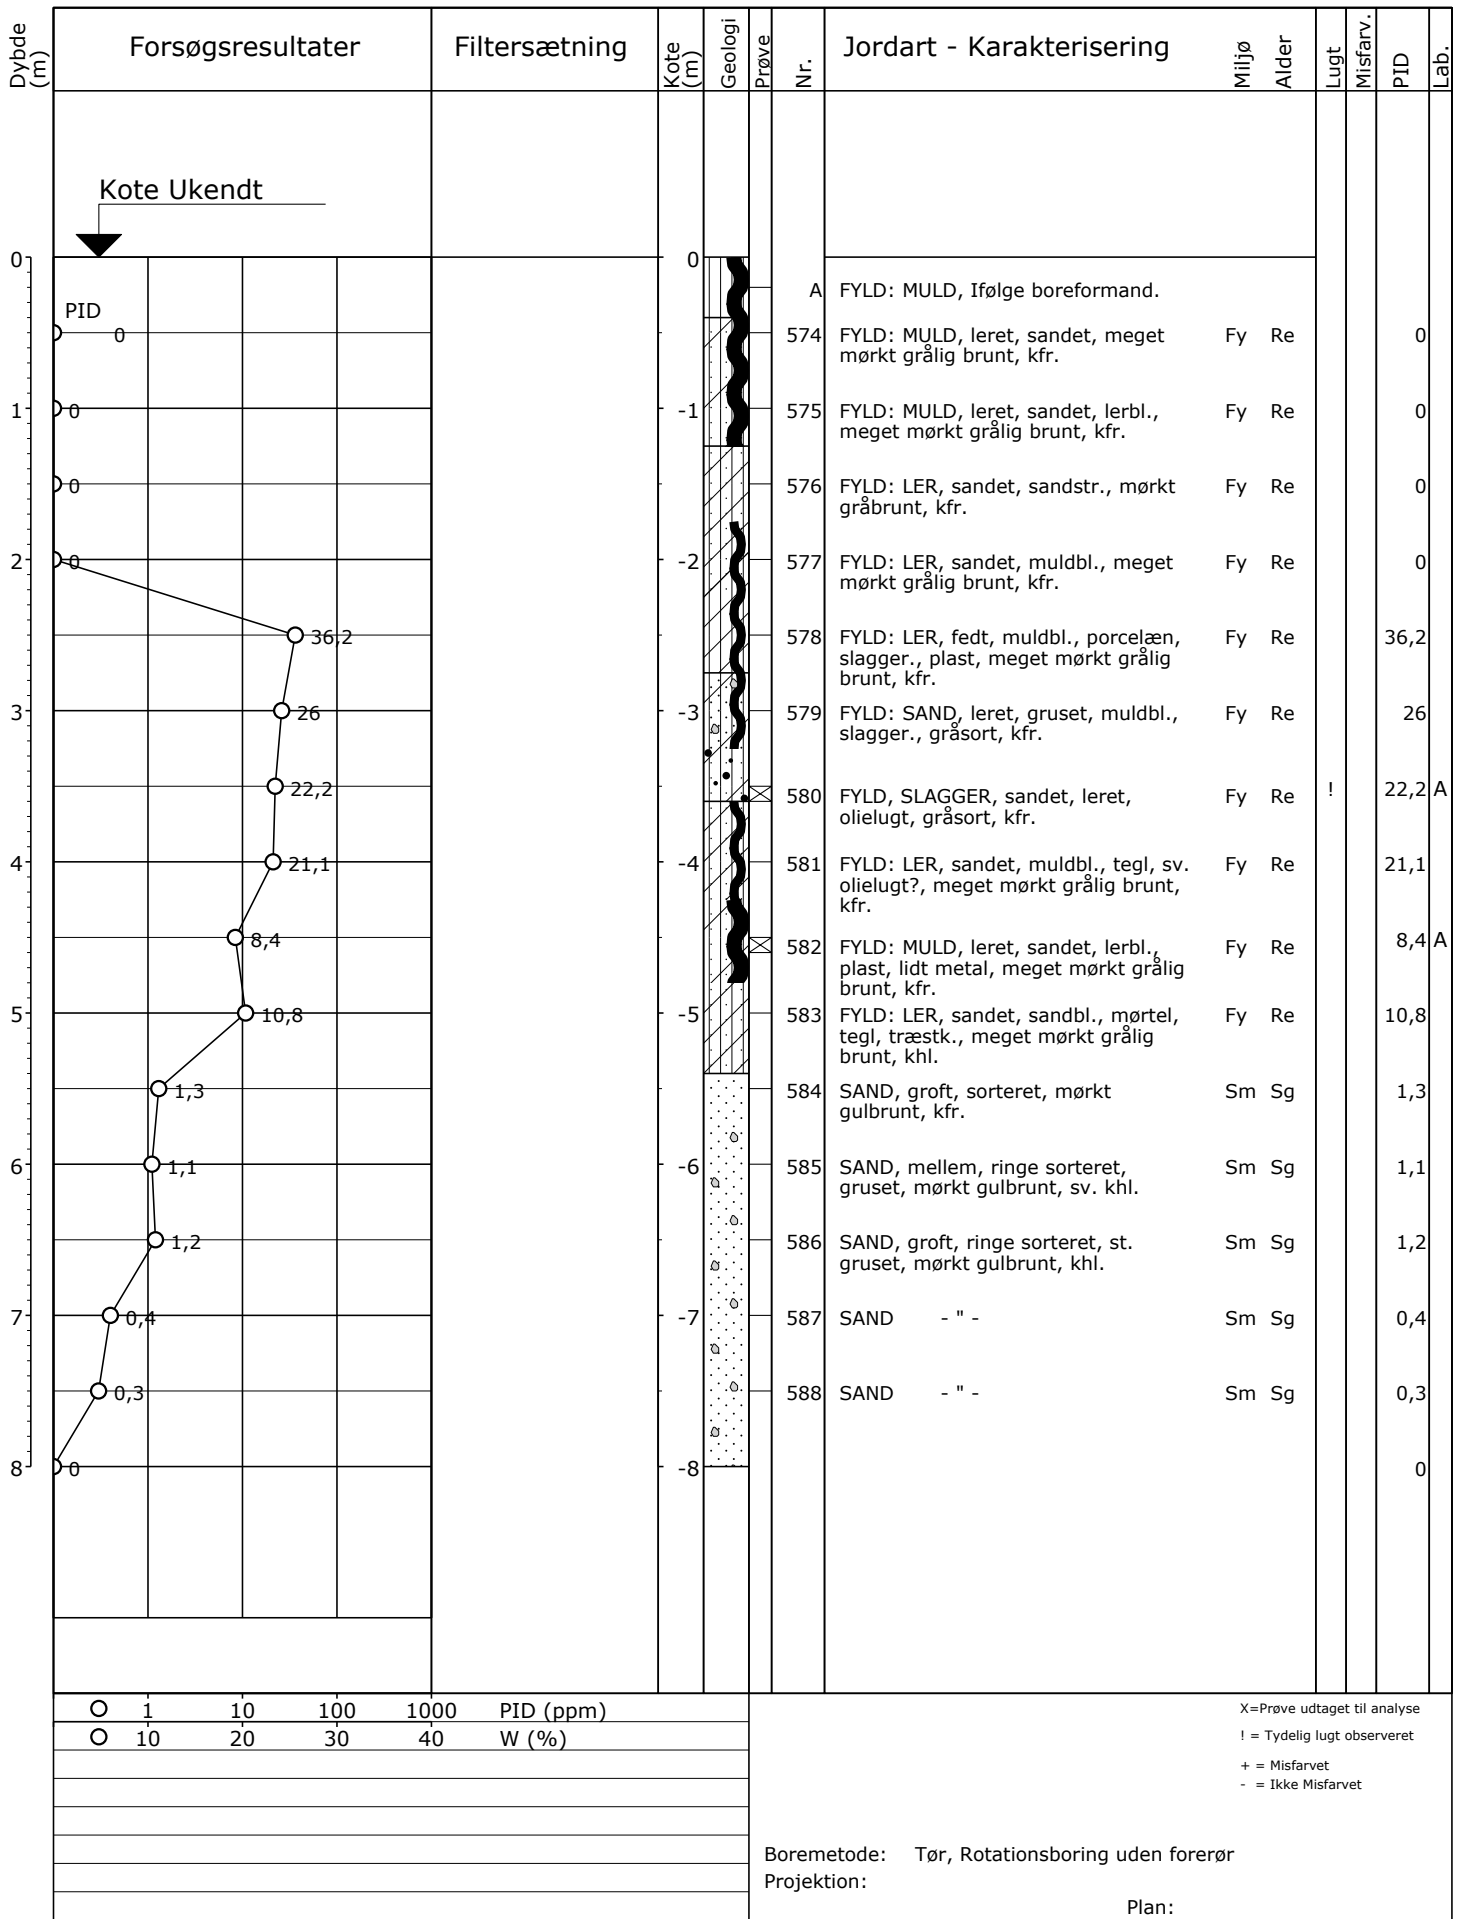 Dybde (m)
Forsøgsresultater
Filtersætning
Kote (m)
Geologi
Prøve
Nr.
Jordart - Karakterisering
Miljø
Alder
Lugt
Misfarv.
PID
Lab.
Kote Ukendt
0 0
A FYLD: MULD, Ifølge boreformand.
PID
0 574 FYLD: MULD, leret, sandet, meget Fy Re 0
mørkt grålig brunt, kfr.
1 0 -1 575 FYLD: MULD, leret, sandet, lerbl., Fy Re 0
meget mørkt grålig brunt, kfr.
0 576 FYLD: LER, sandet, sandstr., mørkt Fy Re 0
gråbrunt, kfr.
2 0 -2 577 FYLD: LER, sandet, muldbl., meget Fy Re 0
mørkt grålig brunt, kfr.
36,2 578 FYLD: LER, fedt, muldbl., porcelæn, Fy Re 36,2
slagger., plast, meget mørkt grålig
brunt, kfr.
3 26 -3 579 FYLD: SAND, leret, gruset, muldbl., Fy Re 26
slagger., gråsort, kfr.
22,2 580 FYLD, SLAGGER, sandet, leret, Fy Re ! 22,2 A
olielugt, gråsort, kfr.
4 21,1 -4 581 FYLD: LER, sandet, muldbl., tegl, sv. Fy Re 21,1
olielugt?, meget mørkt grålig brunt,
kfr.
8,4 582 FYLD: MULD, leret, sandet, lerbl., Fy Re 8,4 A
plast, lidt metal, meget mørkt grålig
brunt, kfr.
5 10,8 -5 583 FYLD: LER, sandet, sandbl., mørtel, Fy Re 10,8
tegl, træstk., meget mørkt grålig
brunt, khl.
1,3 584 SAND, groft, sorteret, mørkt Sm Sg 1,3
gulbrunt, kfr.
6 1,1 -6 585 SAND, mellem, ringe sorteret, Sm Sg 1,1
gruset, mørkt gulbrunt, sv. khl.
1,2 586 SAND, groft, ringe sorteret, st. Sm Sg 1,2
gruset, mørkt gulbrunt, khl.
7 0,4 -7 587 SAND - " - Sm Sg 0,4
0,3 588 SAND - " - Sm Sg 0,3
8 0 -8 0
1 10 100 1000 PID (ppm)
10 20 30 40 W (%)
X=Prøve udtaget til analyse
! = Tydelig lugt observeret
+ = Misfarvet
- = Ikke Misfarvet
Boremetode: Tør, Rotationsboring uden forerør
Projektion:
Plan: